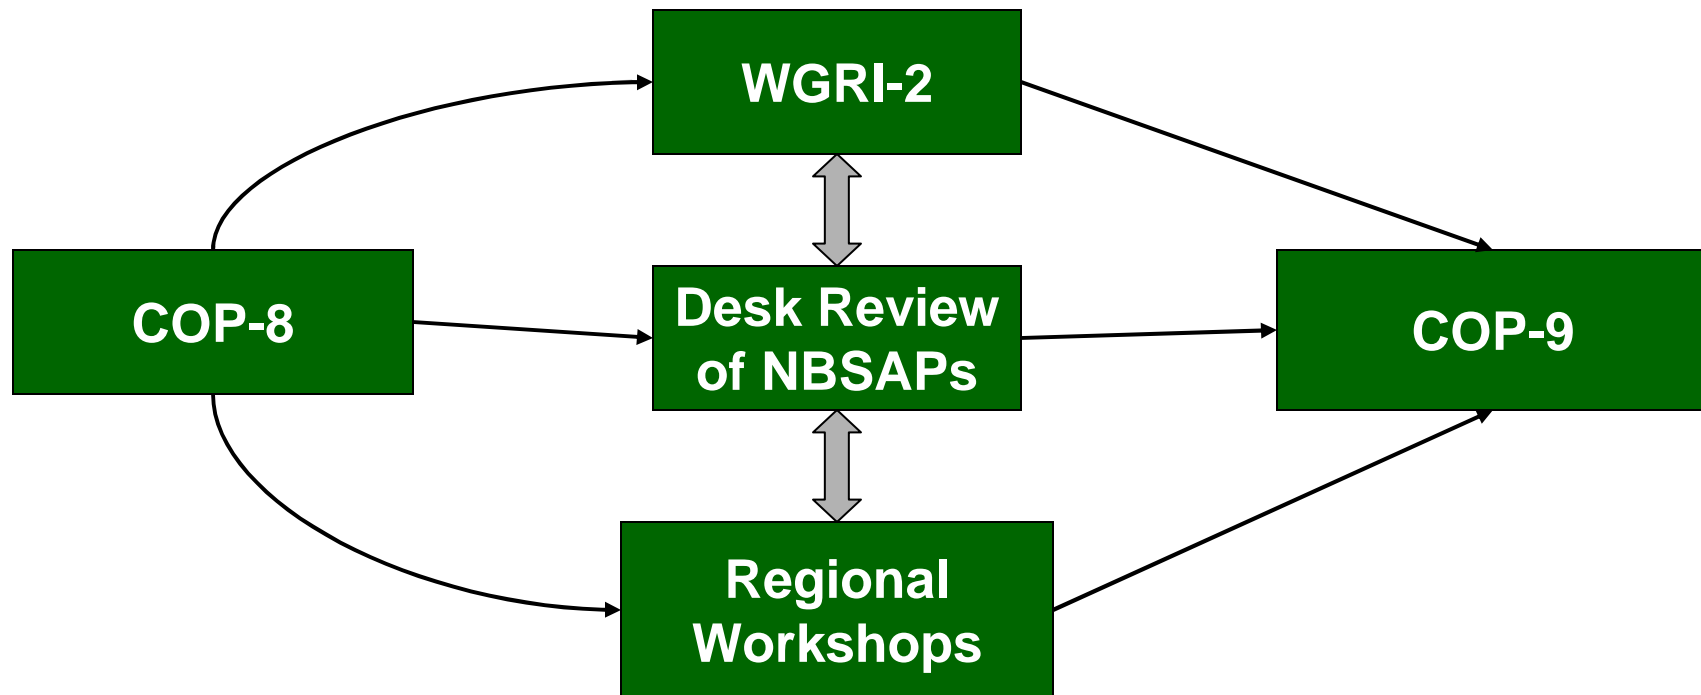 WGRI-2
COP-8
Desk Review
of NBSAPs
COP-9
Regional
Workshops